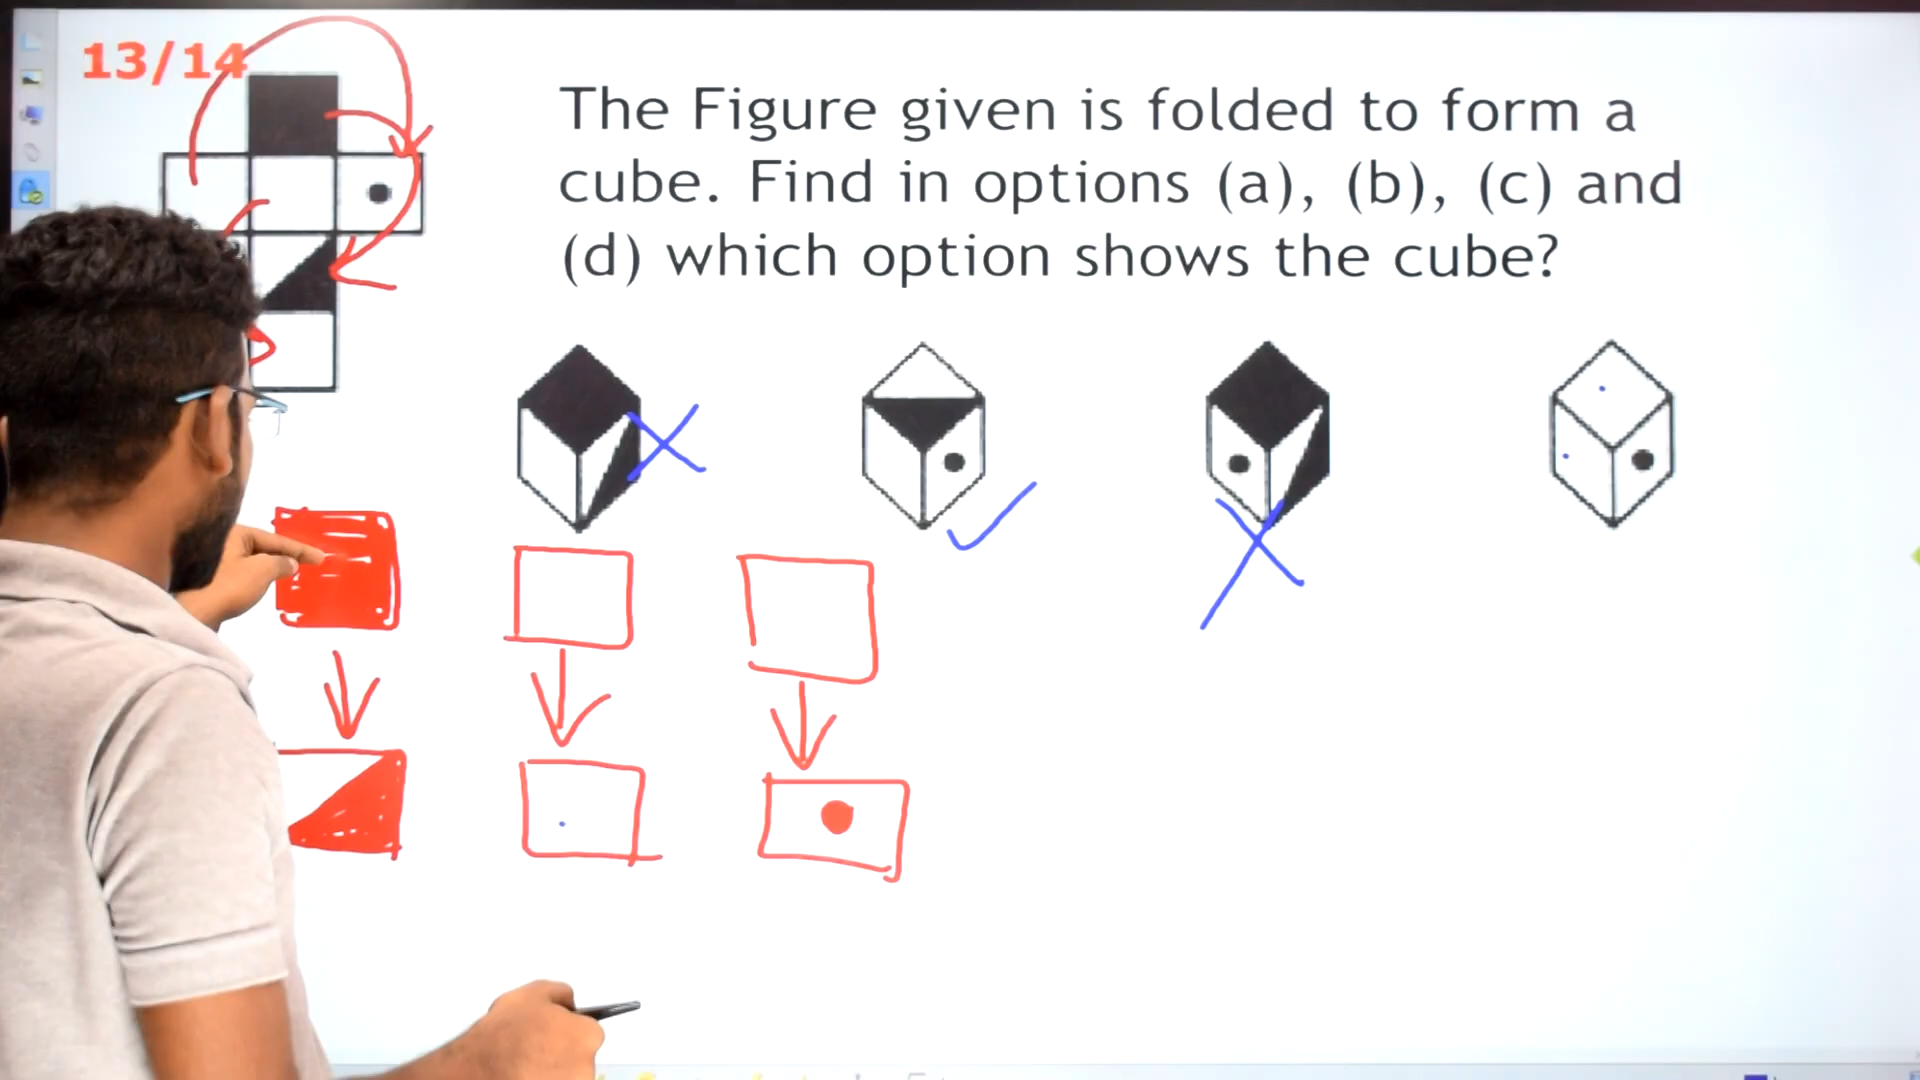 13/14
The Figure given is folded to form a
cube. Find in options (a), (b), (c) and
(d) which option shows the cube?